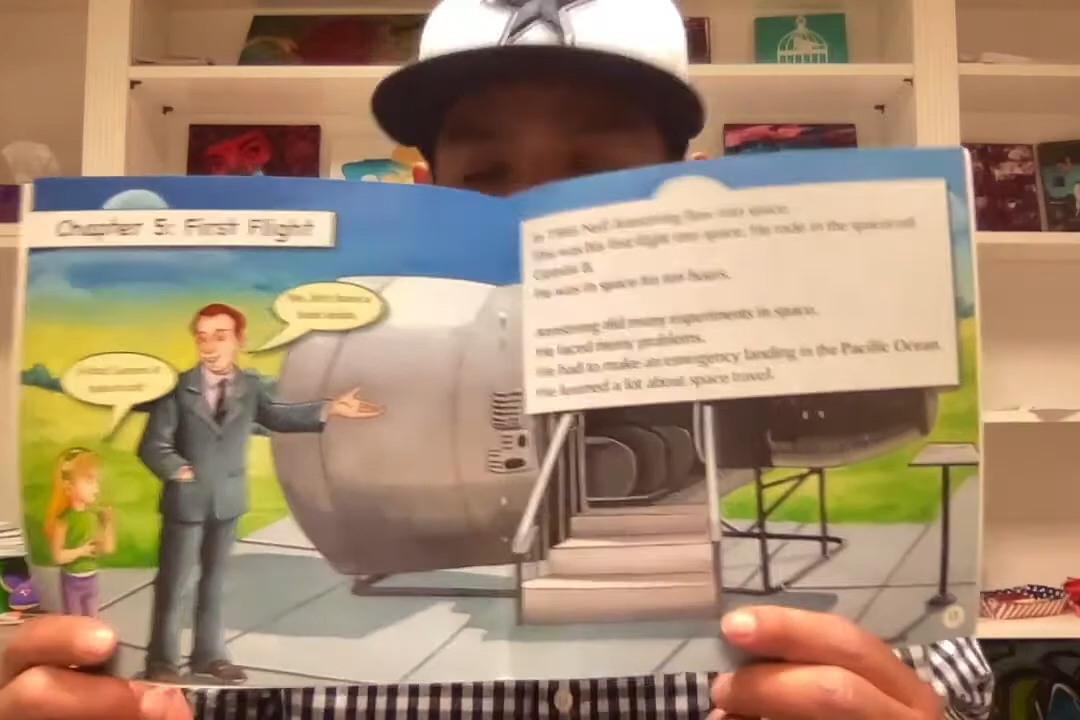 Chapter 5: First Flight
In 1966 Neil Armstrong flew into space.
This was his first flight into space. He rode in the spacecraft
Gemini 8.
He was in space for ten hours.
Armstrong did many experiments in space.
He faced many problems.
He had to make an emergency landing in the Pacific Ocean.
He learned a lot about space travel.